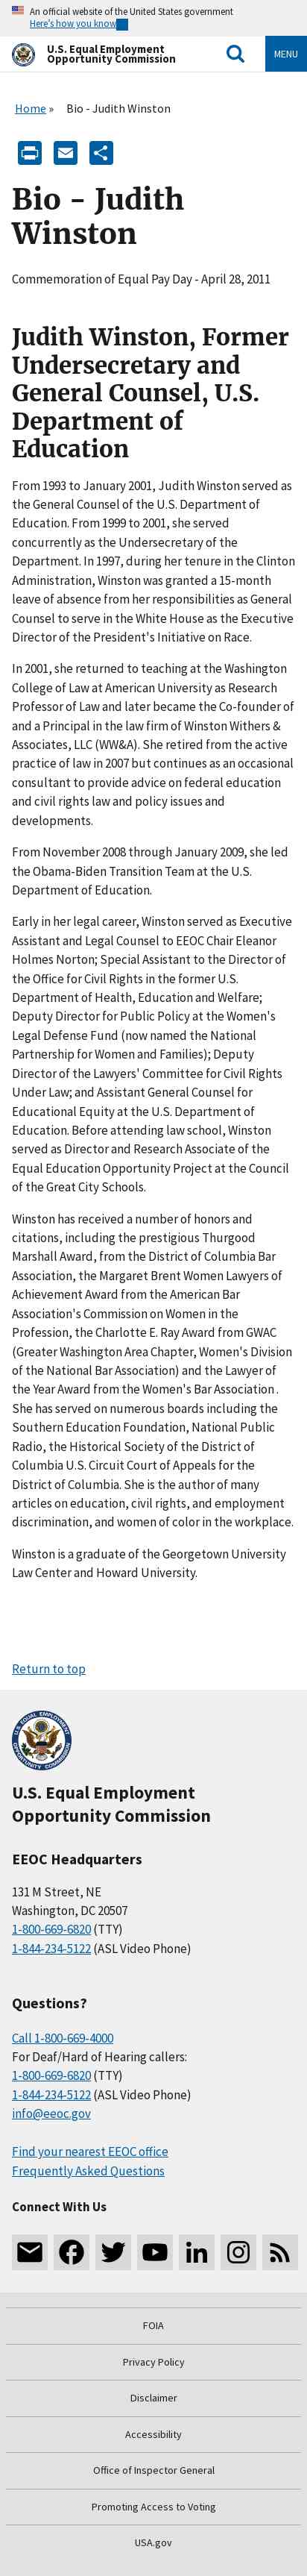 An official website of the United States government
Here's how you know
U.S. Equal Employment
Opportunity Commission
MENU
Home » Bio - Judith Winston
Bio - Judith
Winston
Commemoration of Equal Pay Day - April 28, 2011
Judith Winston, Former
Undersecretary and
General Counsel, U.S.
Department of
Education
From 1993 to January 2001, Judith Winston served as
the General Counsel of the U.S. Department of
Education. From 1999 to 2001, she served
concurrently as the Undersecretary of the
Department. In 1997, during her tenure in the Clinton
Administration, Winston was granted a 15-month
leave of absence from her responsibilities as General
Counsel to serve in the White House as the Executive
Director of the President's Initiative on Race.
In 2001, she returned to teaching at the Washington
College of Law at American University as Research
Professor of Law and later became the Co-founder of
and a Principal in the law firm of Winston Withers &
Associates, LLC (WW&A). She retired from the active
practice of law in 2007 but continues as an occasional
consultant to provide advice on federal education
and civil rights law and policy issues and
developments.
From November 2008 through January 2009, she led
the Obama-Biden Transition Team at the U.S.
Department of Education.
Early in her legal career, Winston served as Executive
Assistant and Legal Counsel to EEOC Chair Eleanor
Holmes Norton; Special Assistant to the Director of
the Office for Civil Rights in the former U.S.
Department of Health, Education and Welfare;
Deputy Director for Public Policy at the Women's
Legal Defense Fund (now named the National
Partnership for Women and Families); Deputy
Director of the Lawyers' Committee for Civil Rights
Under Law; and Assistant General Counsel for
Educational Equity at the U.S. Department of
Education. Before attending law school, Winston
served as Director and Research Associate of the
Equal Education Opportunity Project at the Council
of the Great City Schools.
Winston has received a number of honors and
citations, including the prestigious Thurgood
Marshall Award, from the District of Columbia Bar
Association, the Margaret Brent Women Lawyers of
Achievement Award from the American Bar
Association's Commission on Women in the
Profession, the Charlotte E. Ray Award from GWAC
(Greater Washington Area Chapter, Women's Division
of the National Bar Association) and the Lawyer of
the Year Award from the Women's Bar Association .
She has served on numerous boards including the
Southern Education Foundation, National Public
Radio, the Historical Society of the District of
Columbia U.S. Circuit Court of Appeals for the
District of Columbia. She is the author of many
articles on education, civil rights, and employment
discrimination, and women of color in the workplace.
Winston is a graduate of the Georgetown University
Law Center and Howard University.
Return to top
U.S. Equal Employment
Opportunity Commission
EEOC Headquarters
131 M Street, NE
Washington, DC 20507
1-800-669-6820 (TTY)
1-844-234-5122 (ASL Video Phone)
Questions?
Call 1-800-669-4000
For Deaf/Hard of Hearing callers:
1-800-669-6820 (TTY)
1-844-234-5122 (ASL Video Phone)
info@eeoc.gov
Find your nearest EEOC office
Frequently Asked Questions
Connect With Us
FOIA
Privacy Policy
Disclaimer
Accessibility
Office of Inspector General
Promoting Access to Voting
USA.gov